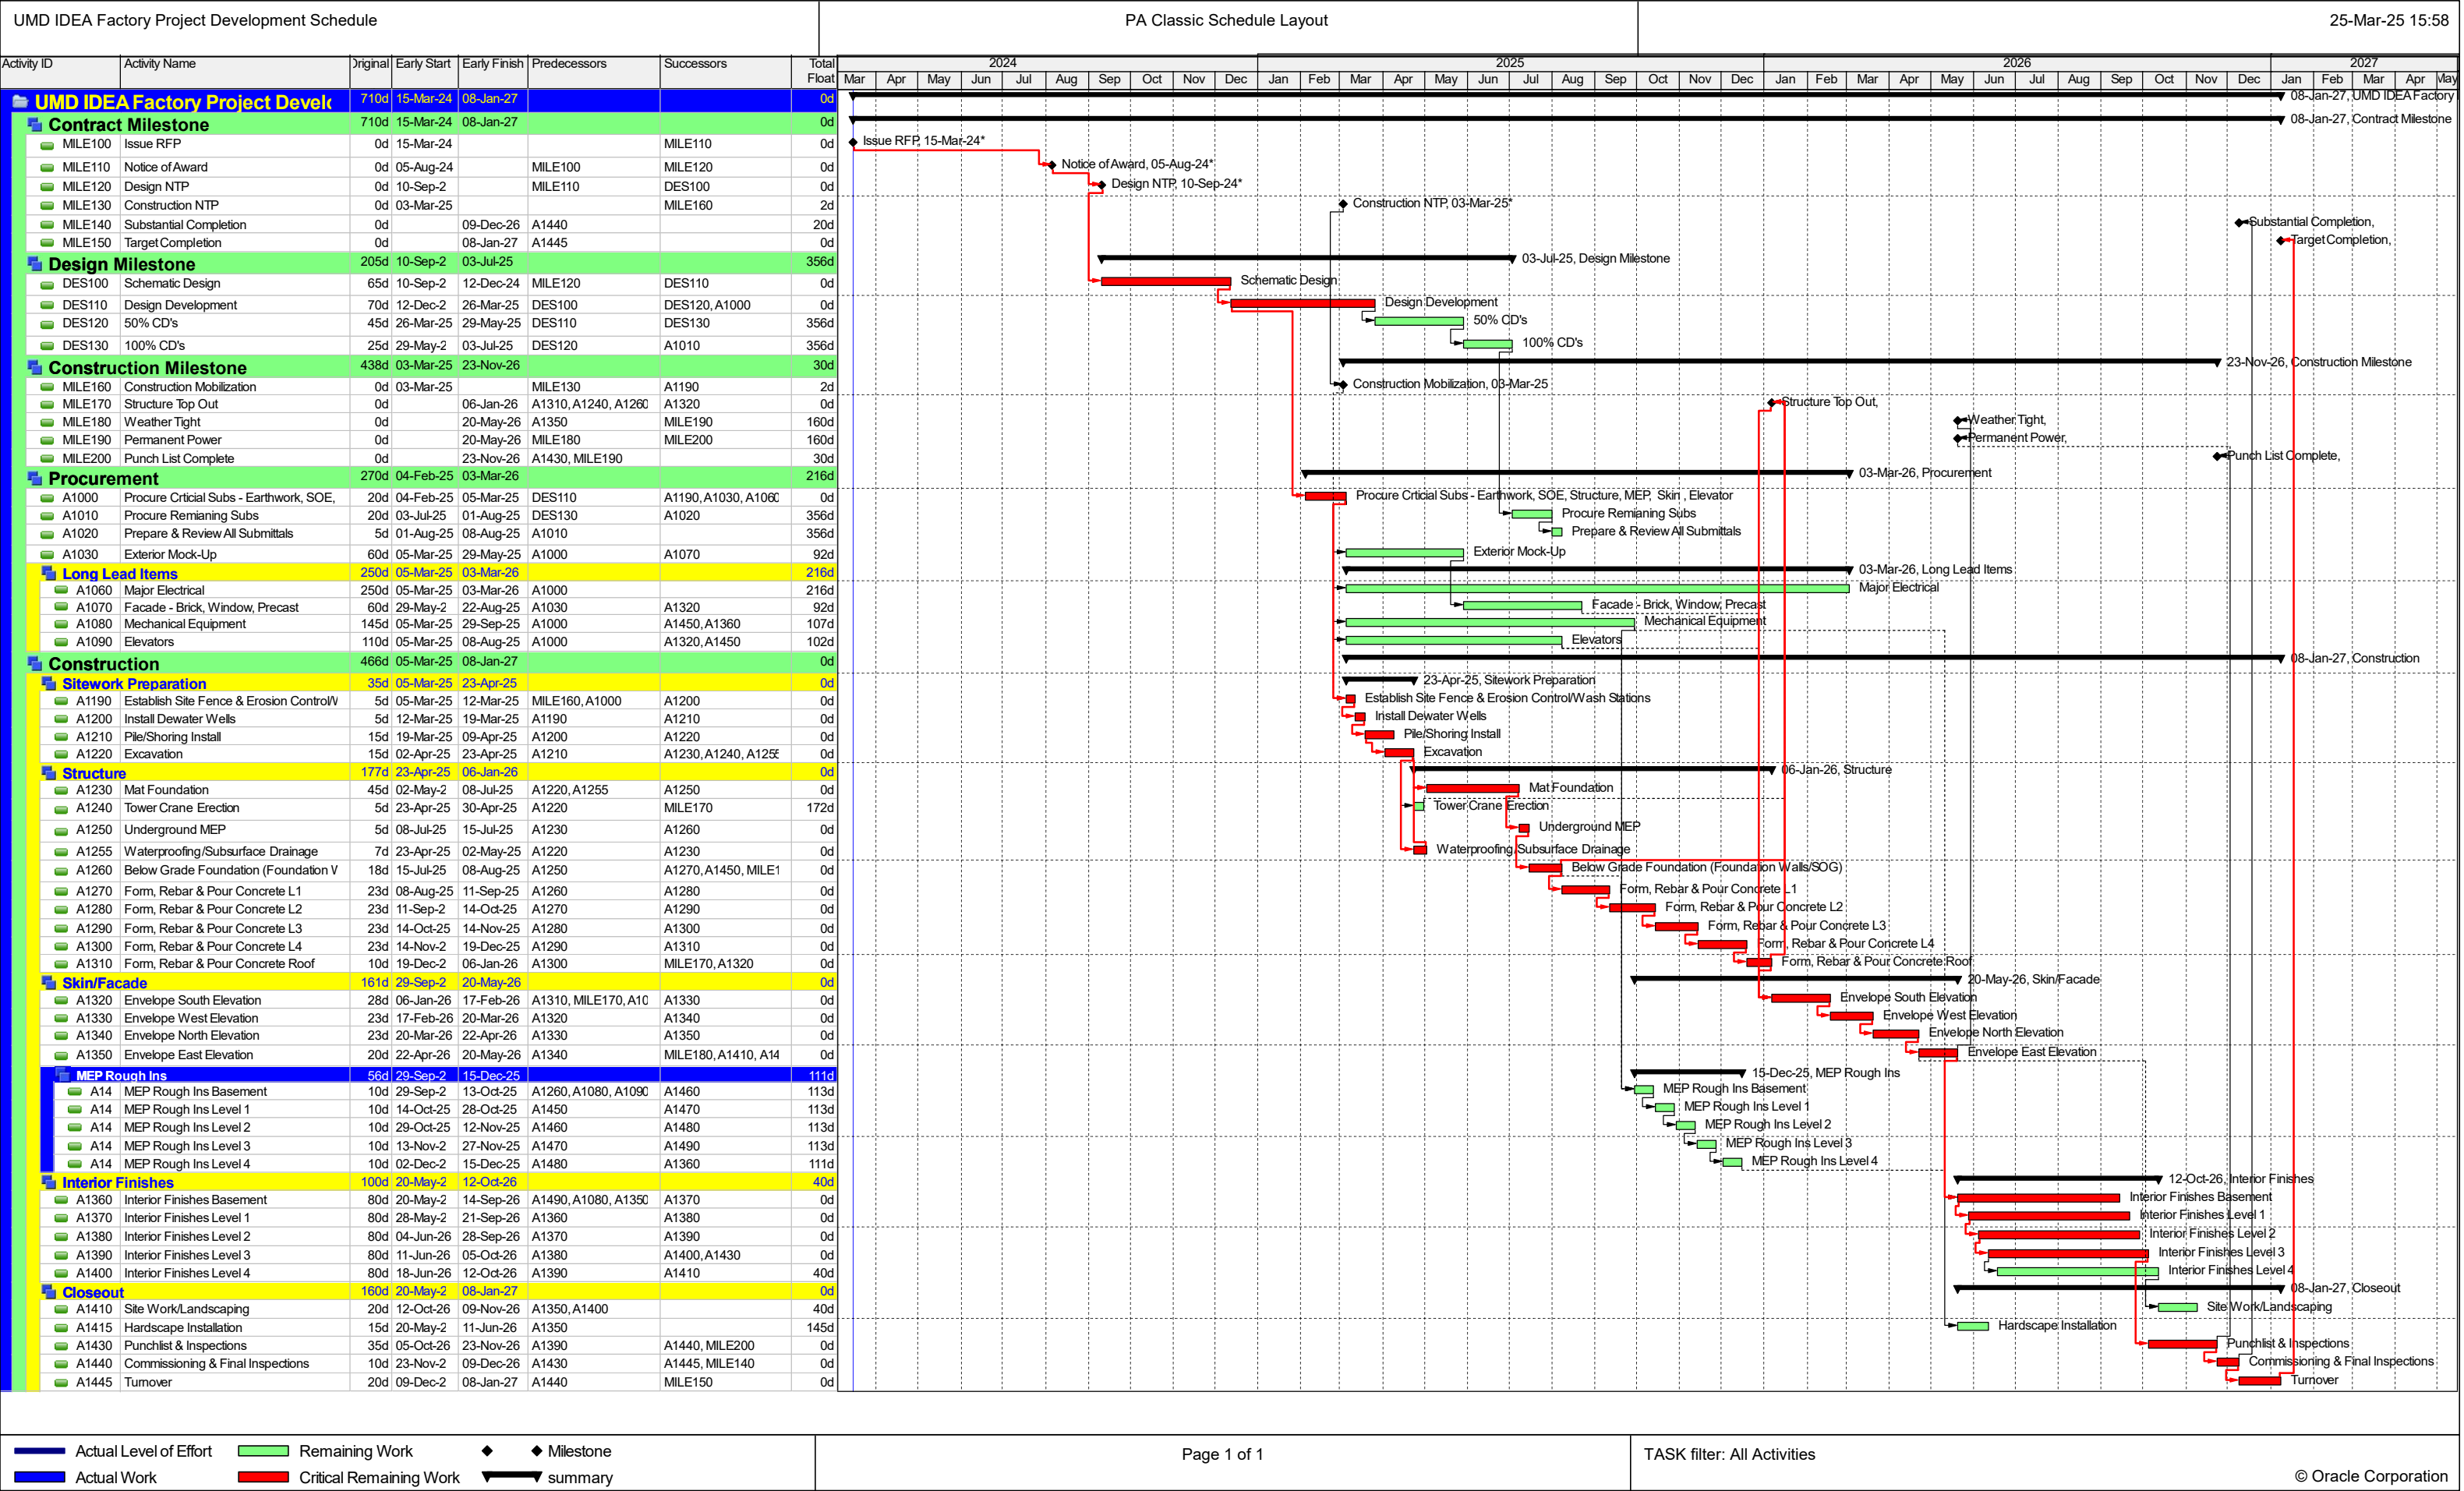 UMD IDEA Factory Project Development Schedule PA Classic Schedule Layout 25-Mar-25 15:58
Activity ID Activity Name Original Early Start Early Finish Predecessors Successors Total Float
2024 2025 2026 2027
Mar Apr May Jun Jul Aug Sep Oct Nov Dec Jan Feb Mar Apr May Jun Jul Aug Sep Oct Nov Dec Jan Feb Mar Apr May Jun Jul Aug Sep Oct Nov Dec Jan Feb Mar Apr May
UMD IDEA Factory Project Devel 710d 15-Mar-24 08-Jan-27 0d 08-Jan-27, UMD IDEA Factory
Contract Milestone 710d 15-Mar-24 08-Jan-27 0d 08-Jan-27, Contract Milestone
MILE100 Issue RFP 0d 15-Mar-24 MILE110 0d Issue RFP, 15-Mar-24*
MILE110 Notice of Award 0d 05-Aug-24 MILE100 MILE120 0d Notice of Award, 05-Aug-24*
MILE120 Design NTP 0d 10-Sep-2 MILE110 DES100 0d Design NTP, 10-Sep-24*
MILE130 Construction NTP 0d 03-Mar-25 MILE160 2d Construction NTP, 03-Mar-25*
MILE140 Substantial Completion 0d 09-Dec-26 A1440 20d Substantial Completion,
MILE150 Target Completion 0d 08-Jan-27 A1445 0d Target Completion,
Design Milestone 205d 10-Sep-2 03-Jul-25 356d 03-Jul-25, Design Milestone
DES100 Schematic Design 65d 10-Sep-2 12-Dec-24 MILE120 DES110 0d Schematic Design
DES110 Design Development 70d 12-Dec-2 26-Mar-25 DES100 DES120, A1000 0d Design Development
DES120 50% CD's 45d 26-Mar-25 29-May-25 DES110 DES130 356d 50% CD's
DES130 100% CD's 25d 29-May-2 03-Jul-25 DES120 A1010 356d 100% CD's
Construction Milestone 438d 03-Mar-25 23-Nov-26 30d 23-Nov-26, Construction Milestone
MILE160 Construction Mobilization 0d 03-Mar-25 MILE130 A1190 2d Construction Mobilization, 03-Mar-25
MILE170 Structure Top Out 0d 06-Jan-26 A1310, A1240, A1260 A1320 0d Structure Top Out,
MILE180 Weather Tight 0d 20-May-26 A1350 MILE190 160d Weather Tight,
MILE190 Permanent Power 0d 20-May-26 MILE180 MILE200 160d Permanent Power,
MILE200 Punch List Complete 0d 23-Nov-26 A1430, MILE190 30d Punch List Complete,
Procurement 270d 04-Feb-25 03-Mar-26 216d 03-Mar-26, Procurement
A1000 Procure Crticial Subs - Earthwork, SOE, 20d 04-Feb-25 05-Mar-25 DES110 A1190, A1030, A1060 0d Procure Crticial Subs - Earthwork, SOE, Structure, MEP, Skin , Elevator
A1010 Procure Remianing Subs 20d 03-Jul-25 01-Aug-25 DES130 A1020 356d Procure Remianing Subs
A1020 Prepare & Review All Submittals 5d 01-Aug-25 08-Aug-25 A1010 356d Prepare & Review All Submittals
A1030 Exterior Mock-Up 60d 05-Mar-25 29-May-25 A1000 A1070 92d Exterior Mock-Up
Long Lead Items 250d 05-Mar-25 03-Mar-26 216d 03-Mar-26, Long Lead Items
A1060 Major Electrical 250d 05-Mar-25 03-Mar-26 A1000 216d Major Electrical
A1070 Facade - Brick, Window, Precast 60d 29-May-2 22-Aug-25 A1030 A1320 92d Facade - Brick, Window, Precast
A1080 Mechanical Equipment 145d 05-Mar-25 29-Sep-25 A1000 A1450, A1360 107d Mechanical Equipment
A1090 Elevators 110d 05-Mar-25 08-Aug-25 A1000 A1320, A1450 102d Elevators
Construction 466d 05-Mar-25 08-Jan-27 0d 08-Jan-27, Construction
Sitework Preparation 35d 05-Mar-25 23-Apr-25 0d 23-Apr-25, Sitework Preparation
A1190 Establish Site Fence & Erosion Control/W 5d 05-Mar-25 12-Mar-25 MILE160, A1000 A1200 0d Establish Site Fence & Erosion Control/Wash Stations
A1200 Install Dewater Wells 5d 12-Mar-25 19-Mar-25 A1190 A1210 0d Install Dewater Wells
A1210 Pile/Shoring Install 15d 19-Mar-25 09-Apr-25 A1200 A1220 0d Pile/Shoring Install
A1220 Excavation 15d 02-Apr-25 23-Apr-25 A1210 A1230, A1240, A1255 0d Excavation
Structure 177d 23-Apr-25 06-Jan-26 0d 06-Jan-26, Structure
A1230 Mat Foundation 45d 02-May-2 08-Jul-25 A1220, A1255 A1250 0d Mat Foundation
A1240 Tower Crane Erection 5d 23-Apr-25 30-Apr-25 A1220 MILE170 172d Tower Crane Erection
A1250 Underground MEP 5d 08-Jul-25 15-Jul-25 A1230 A1260 0d Underground MEP
A1255 Waterproofing/Subsurface Drainage 7d 23-Apr-25 02-May-25 A1220 A1230 0d Waterproofing/Subsurface Drainage
A1260 Below Grade Foundation (Foundation W 18d 15-Jul-25 08-Aug-25 A1250 A1270, A1450, MILE1 0d Below Grade Foundation (Foundation Walls/SOG)
A1270 Form, Rebar & Pour Concrete L1 23d 08-Aug-25 11-Sep-25 A1260 A1280 0d Form, Rebar & Pour Concrete L1
A1280 Form, Rebar & Pour Concrete L2 23d 11-Sep-2 14-Oct-25 A1270 A1290 0d Form, Rebar & Pour Concrete L2
A1290 Form, Rebar & Pour Concrete L3 23d 14-Oct-25 14-Nov-25 A1280 A1300 0d Form, Rebar & Pour Concrete L3
A1300 Form, Rebar & Pour Concrete L4 23d 14-Nov-2 19-Dec-25 A1290 A1310 0d Form, Rebar & Pour Concrete L4
A1310 Form, Rebar & Pour Concrete Roof 10d 19-Dec-2 06-Jan-26 A1300 MILE170, A1320 0d Form, Rebar & Pour Concrete Roof
Skin/Facade 161d 29-Sep-2 20-May-26 0d 20-May-26, Skin/Facade
A1320 Envelope South Elevation 28d 06-Jan-26 17-Feb-26 A1310, MILE170, A10 A1330 0d Envelope South Elevation
A1330 Envelope West Elevation 23d 17-Feb-26 20-Mar-26 A1320 A1340 0d Envelope West Elevation
A1340 Envelope North Elevation 23d 20-Mar-26 22-Apr-26 A1330 A1350 0d Envelope North Elevation
A1350 Envelope East Elevation 20d 22-Apr-26 20-May-26 A1340 MILE180, A1410, A14 0d Envelope East Elevation
MEP Rough Ins 56d 29-Sep-2 15-Dec-25 111d 15-Dec-25, MEP Rough Ins
A14 MEP Rough Ins Basement 10d 29-Sep-2 13-Oct-25 A1260, A1080, A1090 A1460 113d MEP Rough Ins Basement
A14 MEP Rough Ins Level 1 10d 14-Oct-25 28-Oct-25 A1450 A1470 113d MEP Rough Ins Level 1
A14 MEP Rough Ins Level 2 10d 29-Oct-25 12-Nov-25 A1460 A1480 113d MEP Rough Ins Level 2
A14 MEP Rough Ins Level 3 10d 13-Nov-2 27-Nov-25 A1470 A1490 113d MEP Rough Ins Level 3
A14 MEP Rough Ins Level 4 10d 02-Dec-2 15-Dec-25 A1480 A1360 111d MEP Rough Ins Level 4
Interior Finishes 100d 20-May-2 12-Oct-26 40d 12-Oct-26, Interior Finishes
A1360 Interior Finishes Basement 80d 20-May-2 14-Sep-26 A1490, A1080, A1350 A1370 0d Interior Finishes Basement
A1370 Interior Finishes Level 1 80d 28-May-2 21-Sep-26 A1360 A1380 0d Interior Finishes Level 1
A1380 Interior Finishes Level 2 80d 04-Jun-26 28-Sep-26 A1370 A1390 0d Interior Finishes Level 2
A1390 Interior Finishes Level 3 80d 11-Jun-26 05-Oct-26 A1380 A1400, A1430 0d Interior Finishes Level 3
A1400 Interior Finishes Level 4 80d 18-Jun-26 12-Oct-26 A1390 A1410 40d Interior Finishes Level 4
Closeout 160d 20-May-2 08-Jan-27 0d 08-Jan-27, Closeout
A1410 Site Work/Landscaping 20d 12-Oct-26 09-Nov-26 A1350, A1400 40d Site Work/Landscaping
A1415 Hardscape Installation 15d 20-May-2 11-Jun-26 A1350 145d Hardscape Installation
A1430 Punchlist & Inspections 35d 05-Oct-26 23-Nov-26 A1390 A1440, MILE200 0d Punchlist & Inspections
A1440 Commissioning & Final Inspections 10d 23-Nov-2 09-Dec-26 A1430 A1445, MILE140 0d Commissioning & Final Inspections
A1445 Turnover 20d 09-Dec-2 08-Jan-27 A1440 MILE150 0d Turnover
Actual Level of Effort Remaining Work Milestone Page 1 of 1 TASK filter: All Activities
Actual Work Critical Remaining Work summary
© Oracle Corporation